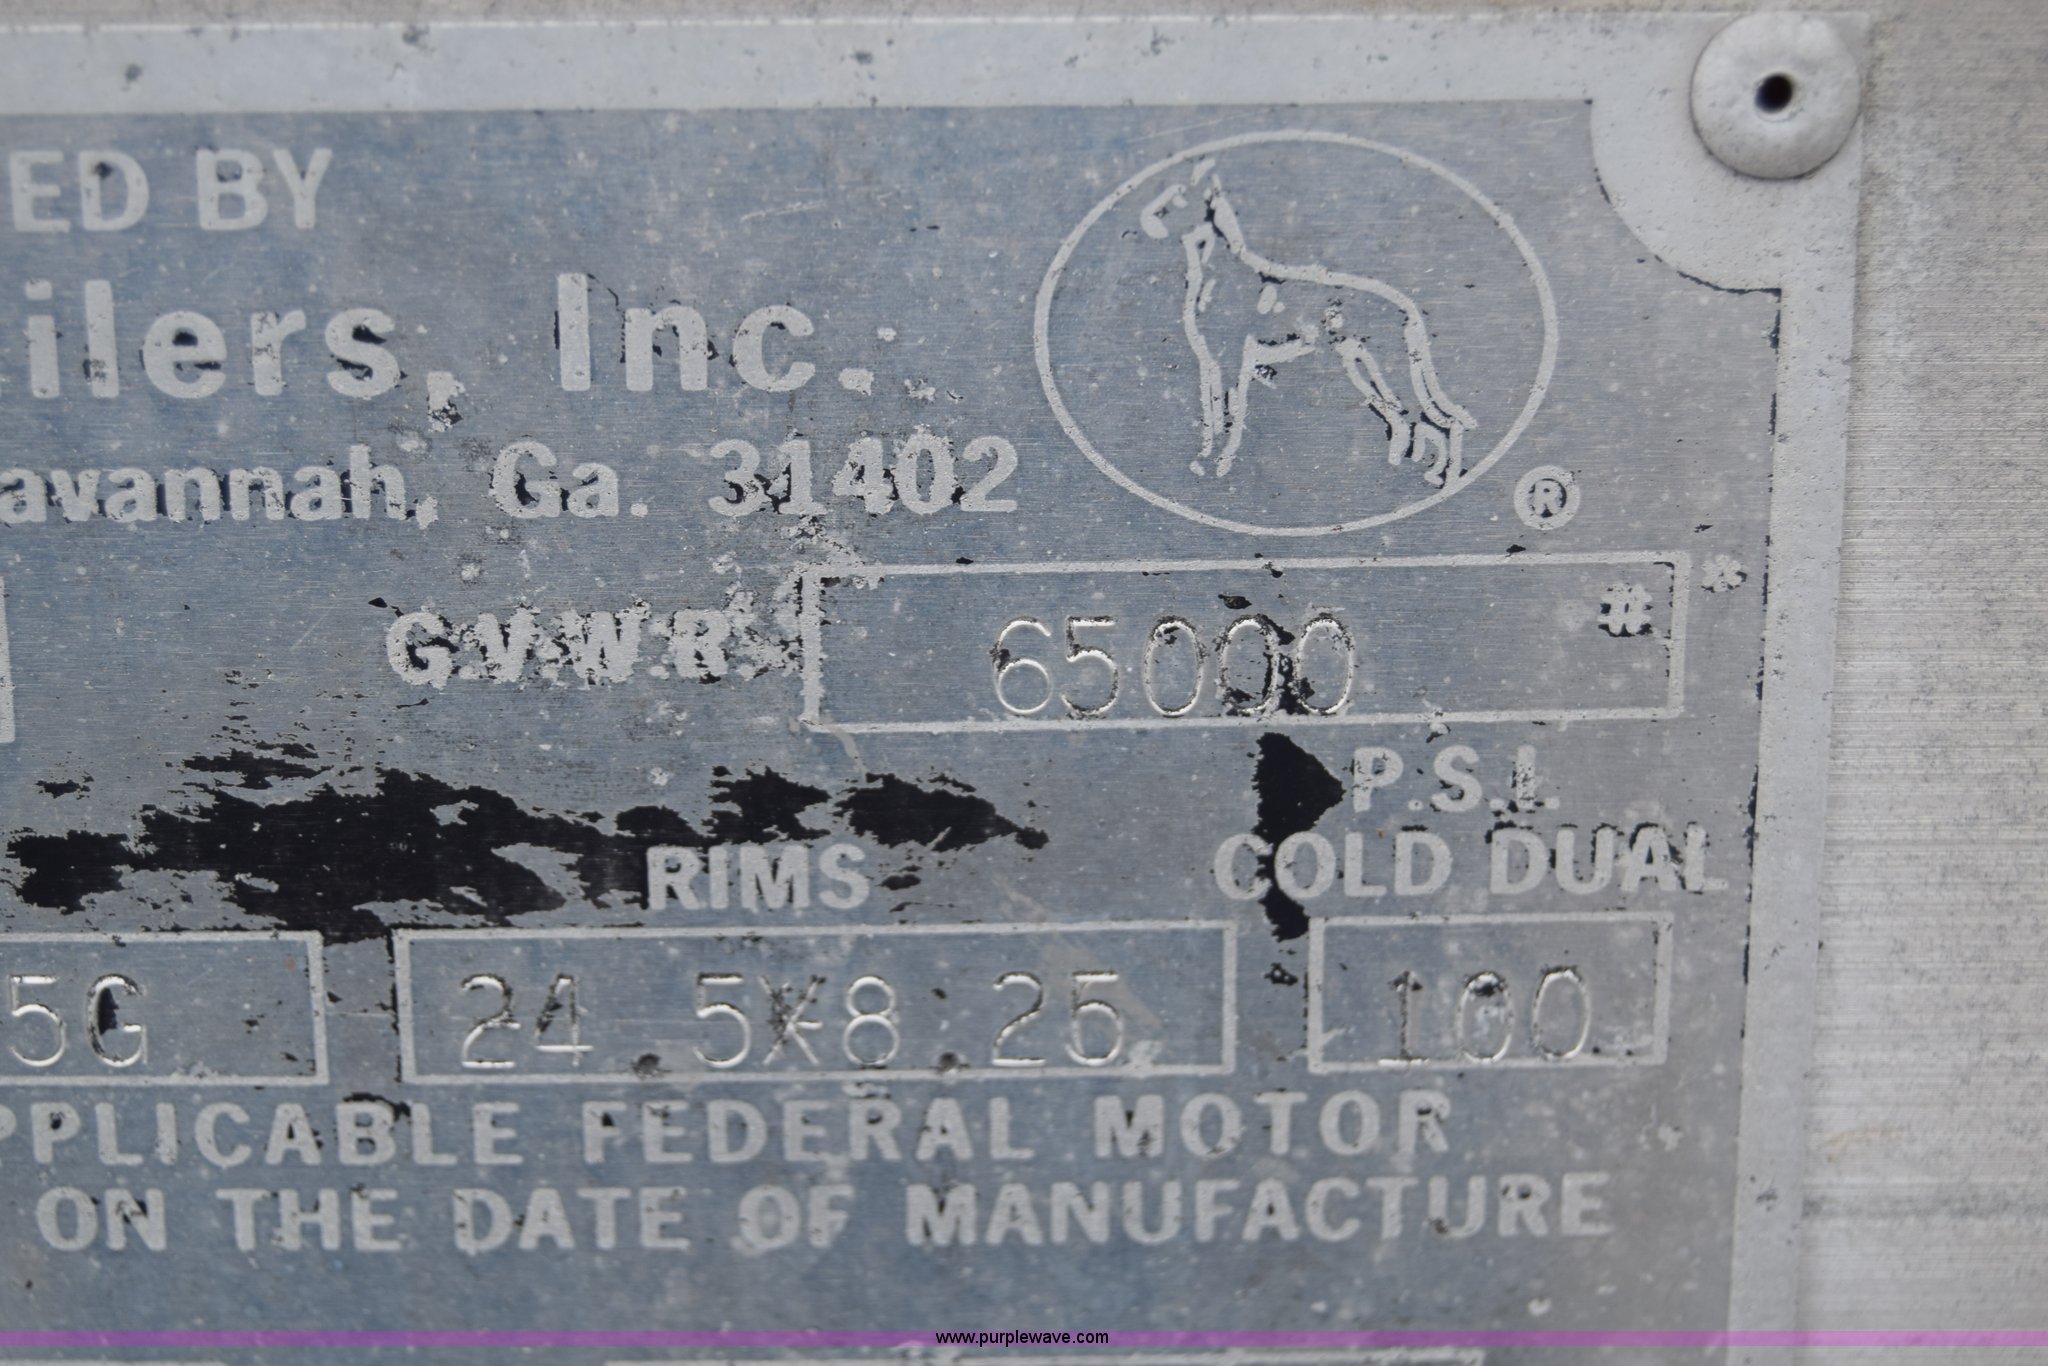 ED BY
ilers, Inc.
avannah, Ga. 31402
®
G.V.W.R. 65000 # *
P.S.I.
RIMS COLD DUAL
5G 24.5X8.25 100
PPLICABLE FEDERAL MOTOR
ON THE DATE OF MANUFACTURE
www.purplewave.com